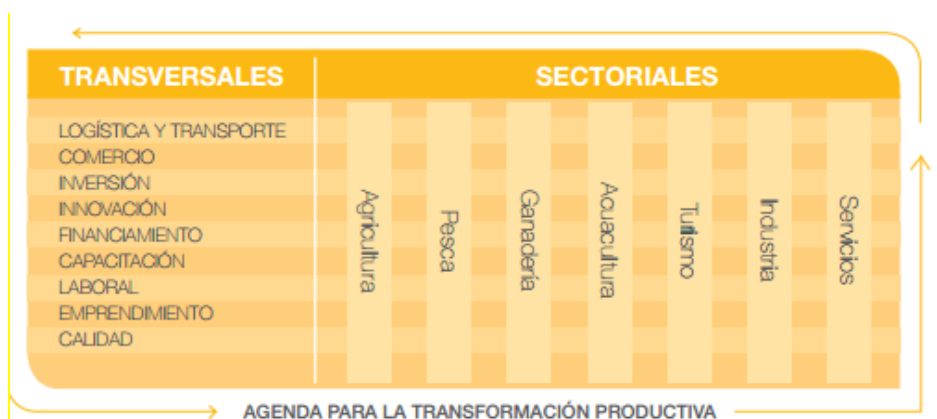 TRANSVERSALES
SECTORIALES
LOGÍSTICA Y TRANSPORTE
COMERCIO
INVERSIÓN
INNOVACIÓN
FINANCIAMIENTO
CAPACITACIÓN
LABORAL
EMPRENDIMIENTO
CALIDAD
Agricultura
Pesca
Ganadería
Acuacultura
Turismo
Industria
Servicios
AGENDA PARA LA TRANSFORMACIÓN PRODUCTIVA